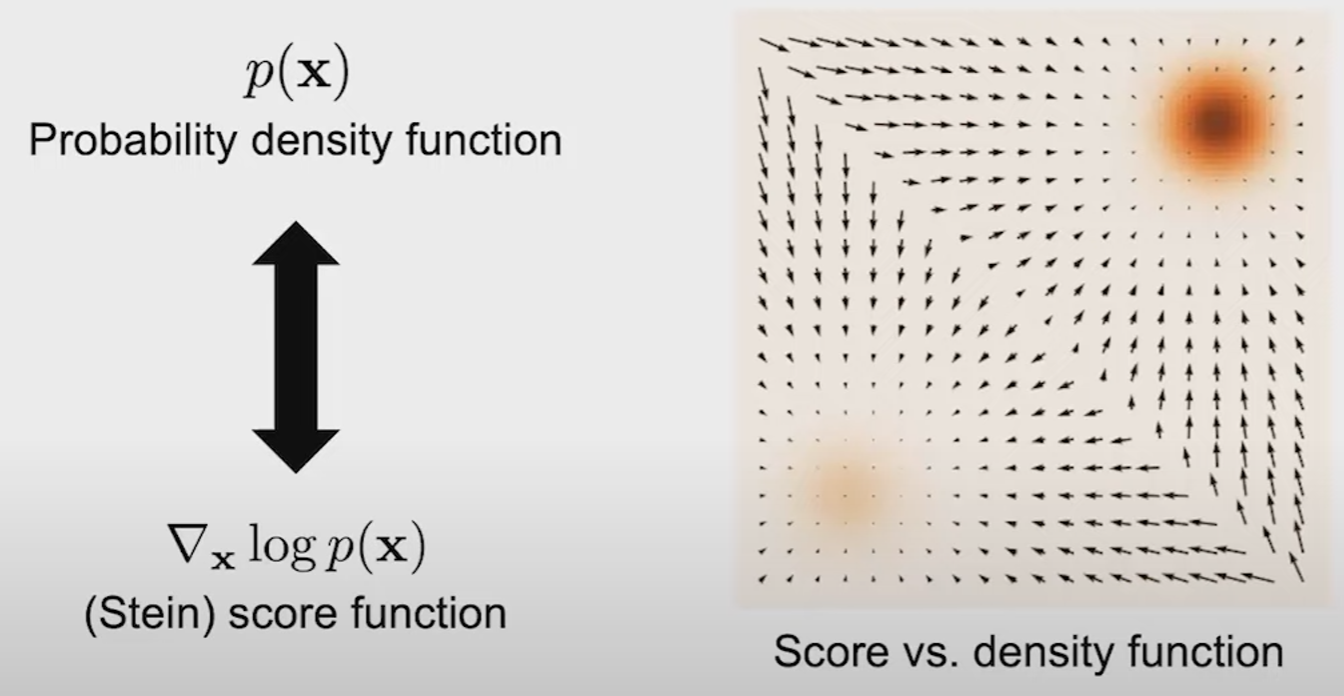 p(𝐱)
Probability density function
∇𝐱 log p(𝐱)
(Stein) score function
Score vs. density function